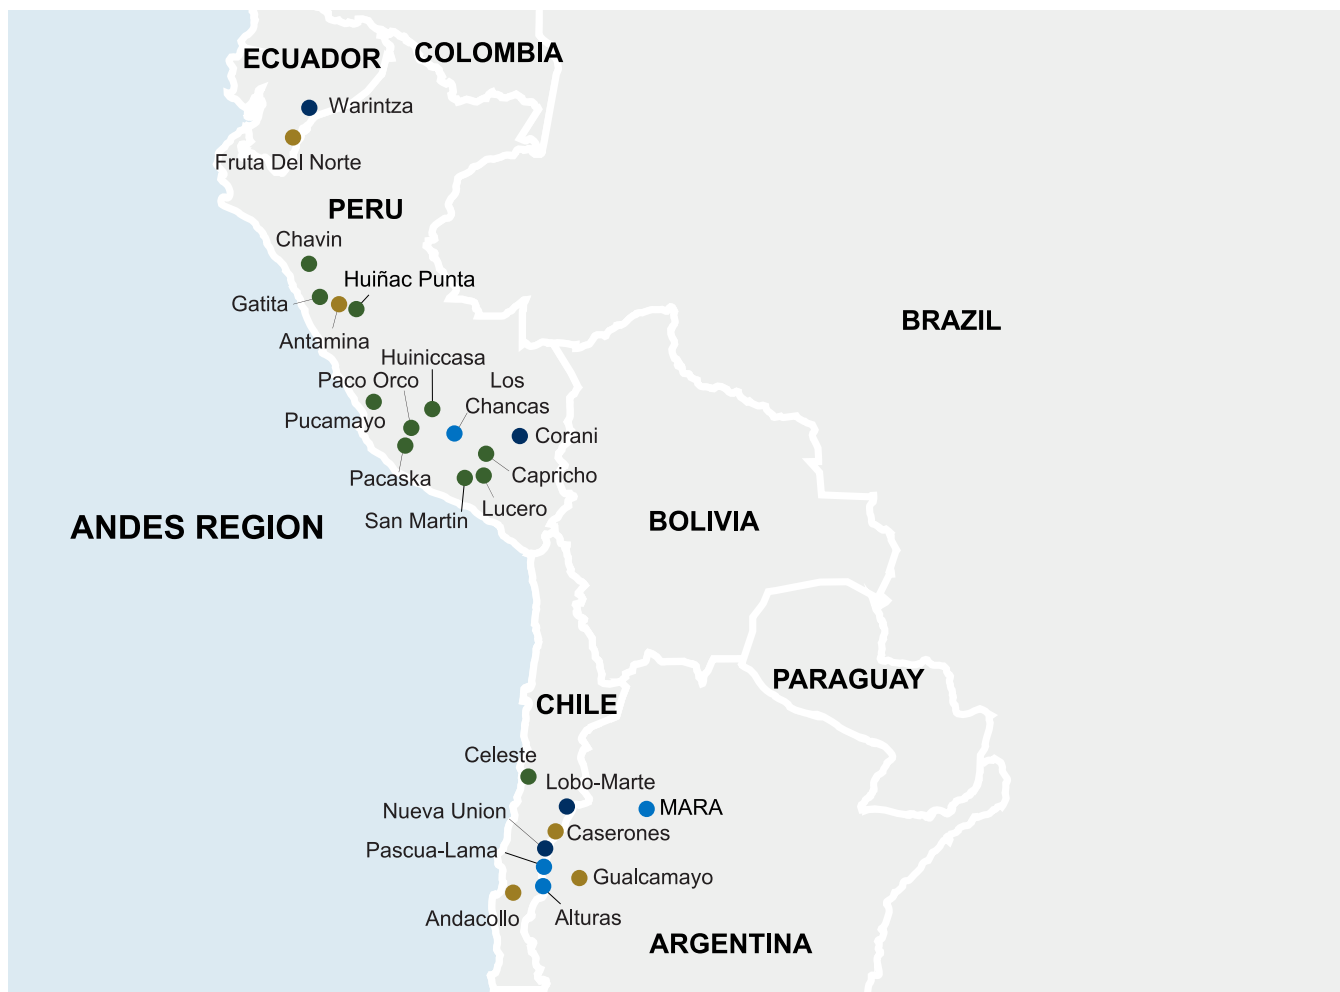 ECUADOR
COLOMBIA
Warintza
Fruta Del Norte
PERU
Chavin
Huiñac Punta
Gatita
Antamina
BRAZIL
Huiniccasa
Paco Orco
Los
Chancas
Pucamayo
Corani
Pacaska
Capricho
San Martin
Lucero
ANDES REGION
BOLIVIA
PARAGUAY
CHILE
Celeste
Lobo-Marte
Nueva Union
MARA
Caserones
Pascua-Lama
Gualcamayo
Andacollo
Alturas
ARGENTINA